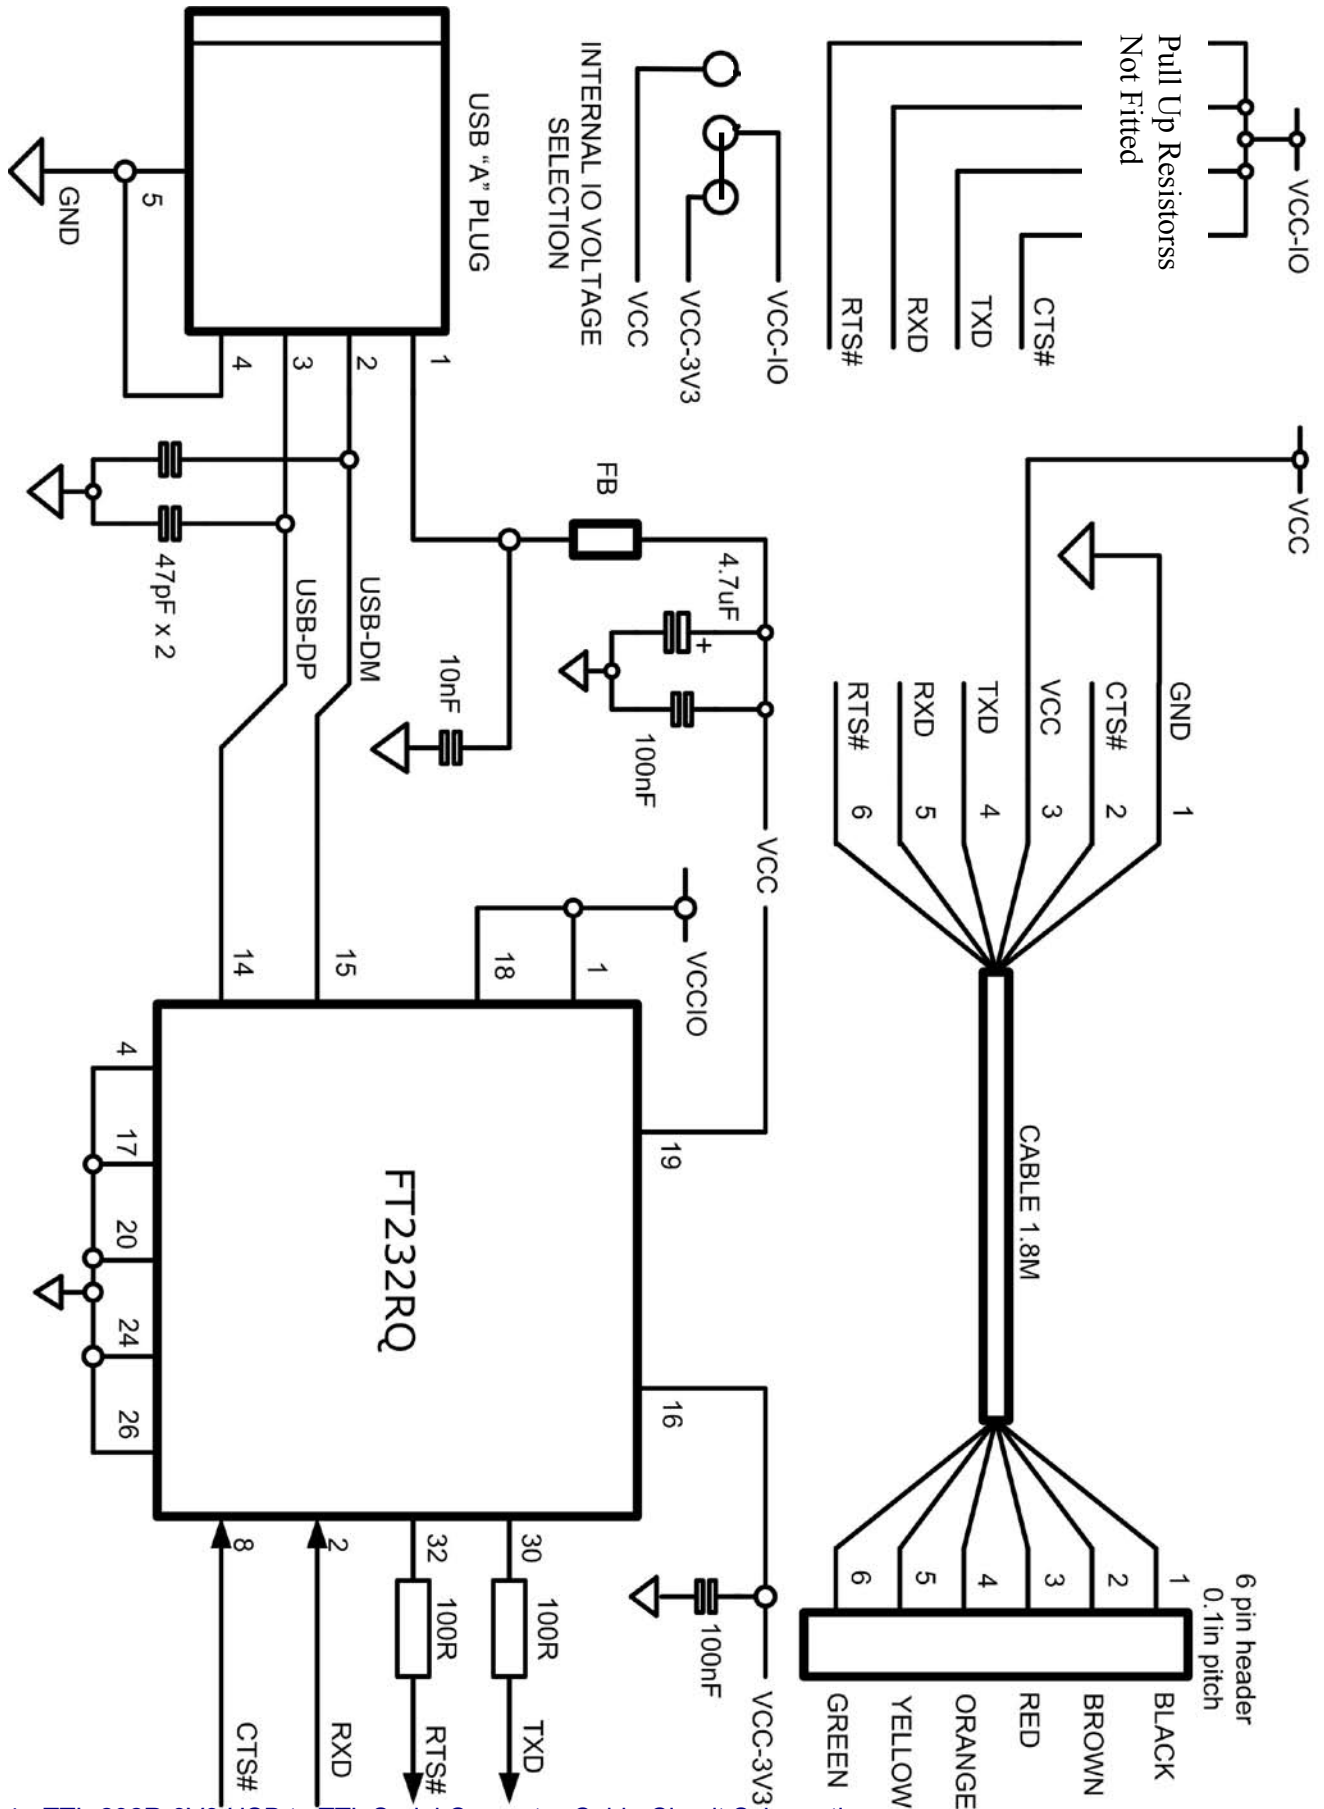 VCC-IO
Pull Up Resistorss
Not Fitted
CTS#
TXD
RXD
RTS#
VCC-IO
VCC-3V3
VCC
INTERNAL IO VOLTAGE
SELECTION
USB “A” PLUG
5
GND
1
2
3
4
VCC
GND
1
CTS#
2
VCC
3
TXD
4
RXD
5
RTS#
6
CABLE 1.8M
6 pin header
0.1in pitch
1
2
3
4
5
6
BLACK
BROWN
RED
ORANGE
YELLOW
GREEN
FB
4.7uF
+
100nF
10nF
47pF x 2
USB-DM
USB-DP
VCC
VCCIO
1
18
15
14
19
16
FT232RQ
4
17
20
24
26
30
32
2
8
100R
100R
100nF
VCC-3V3
TXD
RTS#
RXD
CTS#